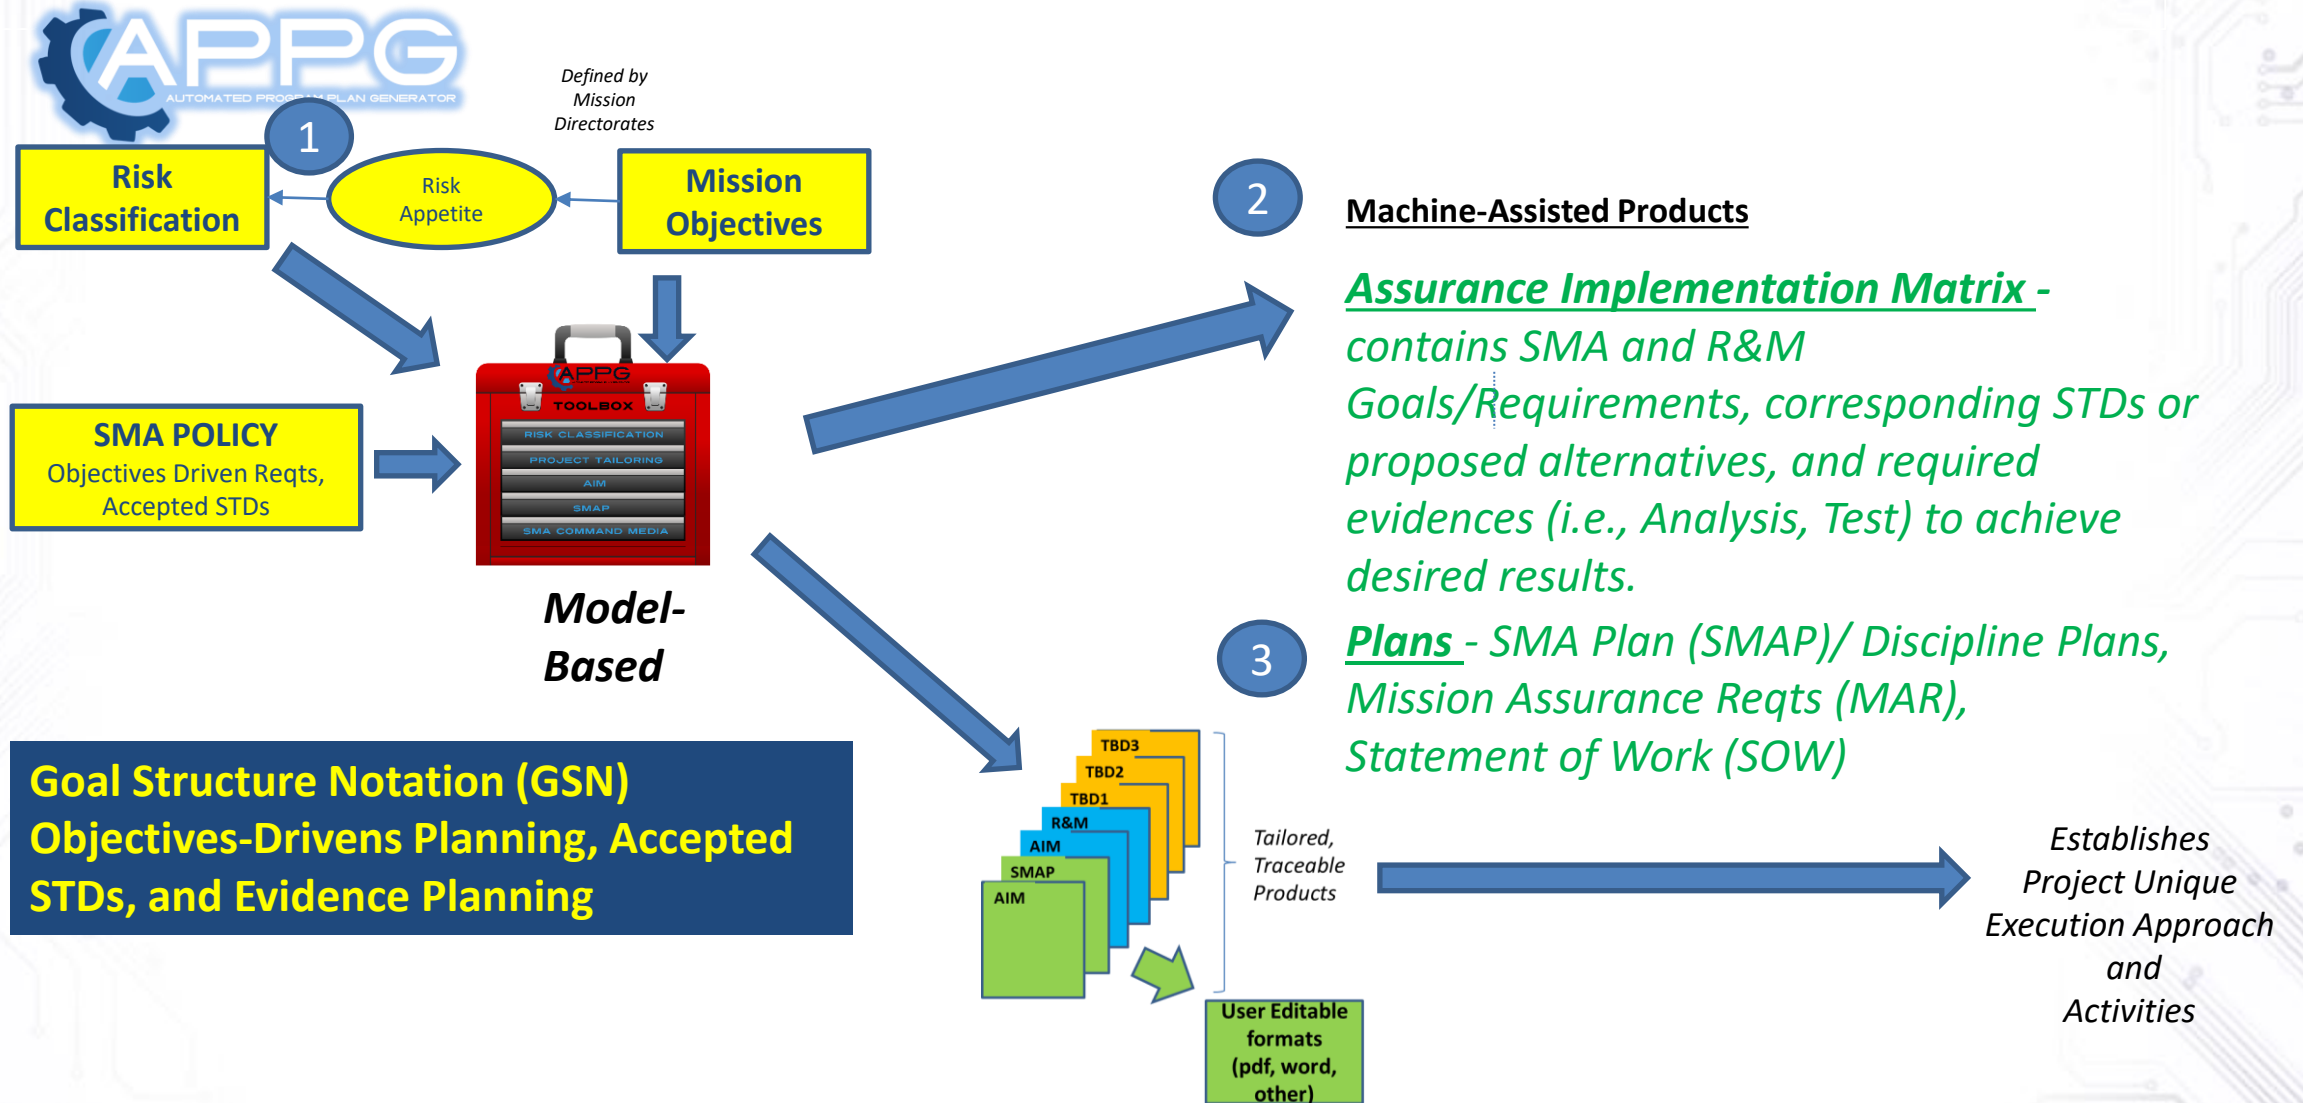 APPG
AUTOMATED PROGRAM PLAN GENERATOR
1
Defined by
Mission
Directorates
Risk
Classification
Risk
Appetite
Mission
Objectives
SMA POLICY
Objectives Driven Reqts,
Accepted STDs
APPG
TOOLBOX
RISK CLASSIFICATION
PROJECT TAILORING
AIM
SMAP
SMA COMMAND MEDIA
Model-
Based
Goal Structure Notation (GSN)
Objectives-Drivens Planning, Accepted
STDs, and Evidence Planning
2
Machine-Assisted Products
Assurance Implementation Matrix -
contains SMA and R&M
Goals/Requirements, corresponding STDs or
proposed alternatives, and required
evidences (i.e., Analysis, Test) to achieve
desired results.
3
Plans - SMA Plan (SMAP)/ Discipline Plans,
Mission Assurance Reqts (MAR),
Statement of Work (SOW)
TBD3
TBD2
TBD1
R&M
AIM
SMAP
AIM
Tailored,
Traceable
Products
User Editable
formats
(pdf, word,
other)
Establishes
Project Unique
Execution Approach
and
Activities